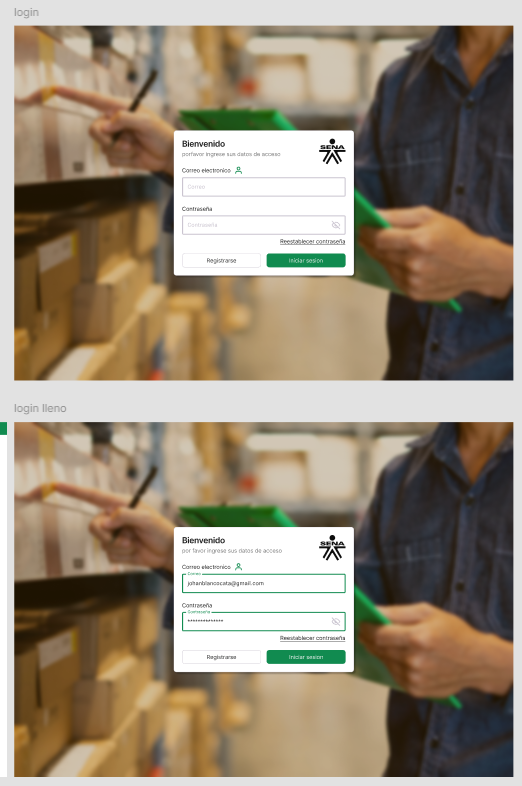 login
Bienvenido
SENA
porfavor ingrese sus datos de acceso
Correo electronico
Correo
Contraseña
Contraseña
Reestablecer contraseña
Registrarse
Iniciar sesion
login lleno
Bienvenido
SENA
por favor ingrese sus datos de acceso
Correo electronico
Correo
johanblancocata@gmail.com
Contraseña
Contraseña
**************
Reestablecer contraseña
Registrarse
Iniciar sesion